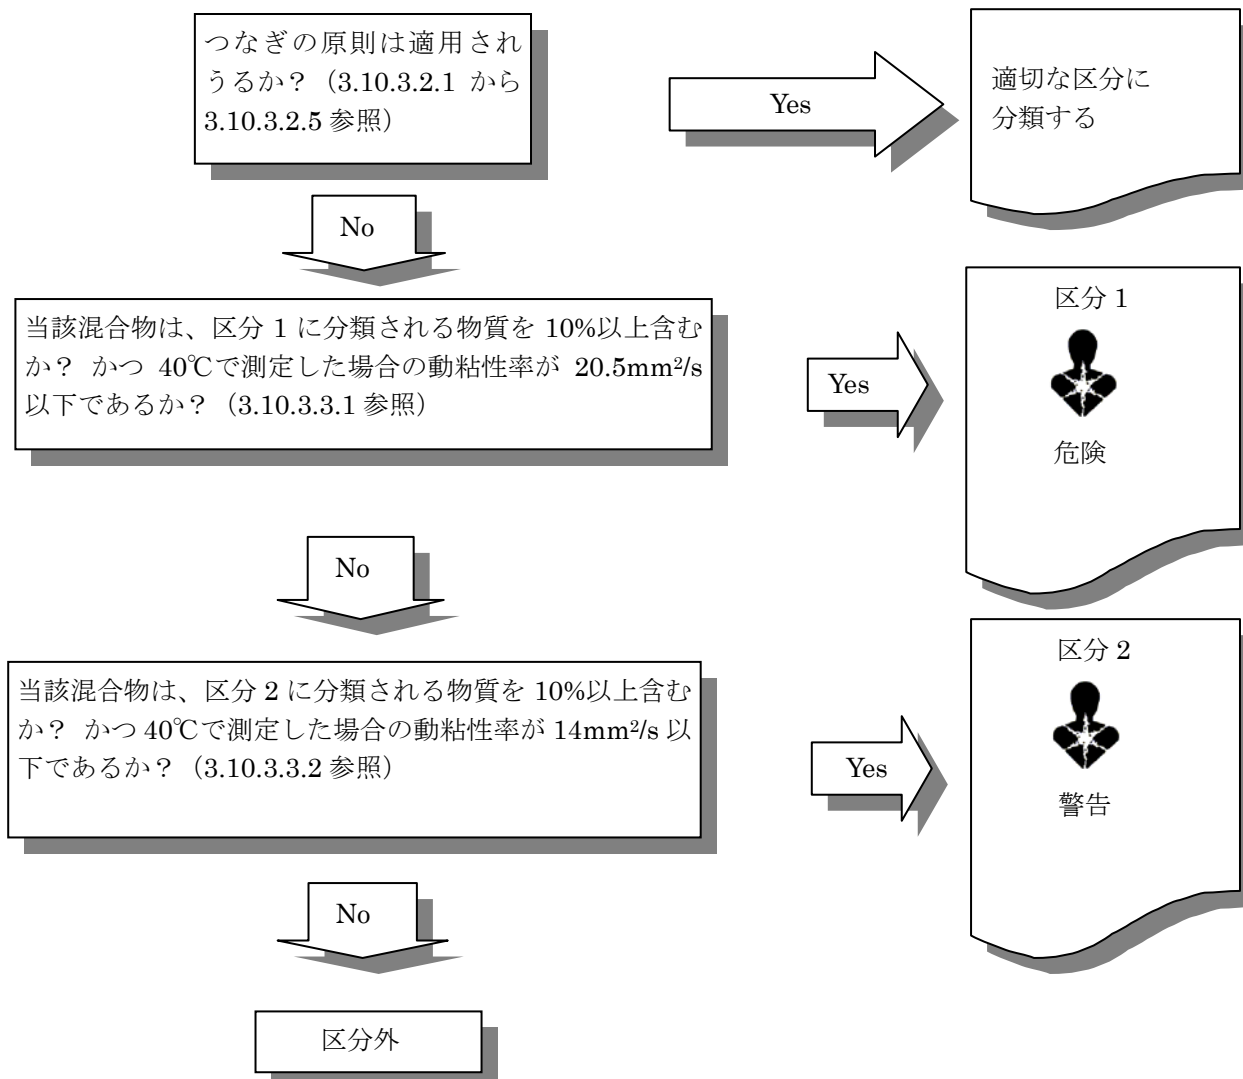 つなぎの原則は適用され
うるか？（3.10.3.2.1 から
3.10.3.2.5 参照）
Yes
適切な区分に
分類する
No
当該混合物は、区分 1 に分類される物質を 10%以上含む
か？ かつ 40℃で測定した場合の動粘性率が 20.5mm²/s
以下であるか？（3.10.3.3.1 参照）
Yes
区分 1
危険
No
当該混合物は、区分 2 に分類される物質を 10%以上含む
か？ かつ 40℃で測定した場合の動粘性率が 14mm²/s 以
下であるか？（3.10.3.3.2 参照）
Yes
区分 2
警告
No
区分外